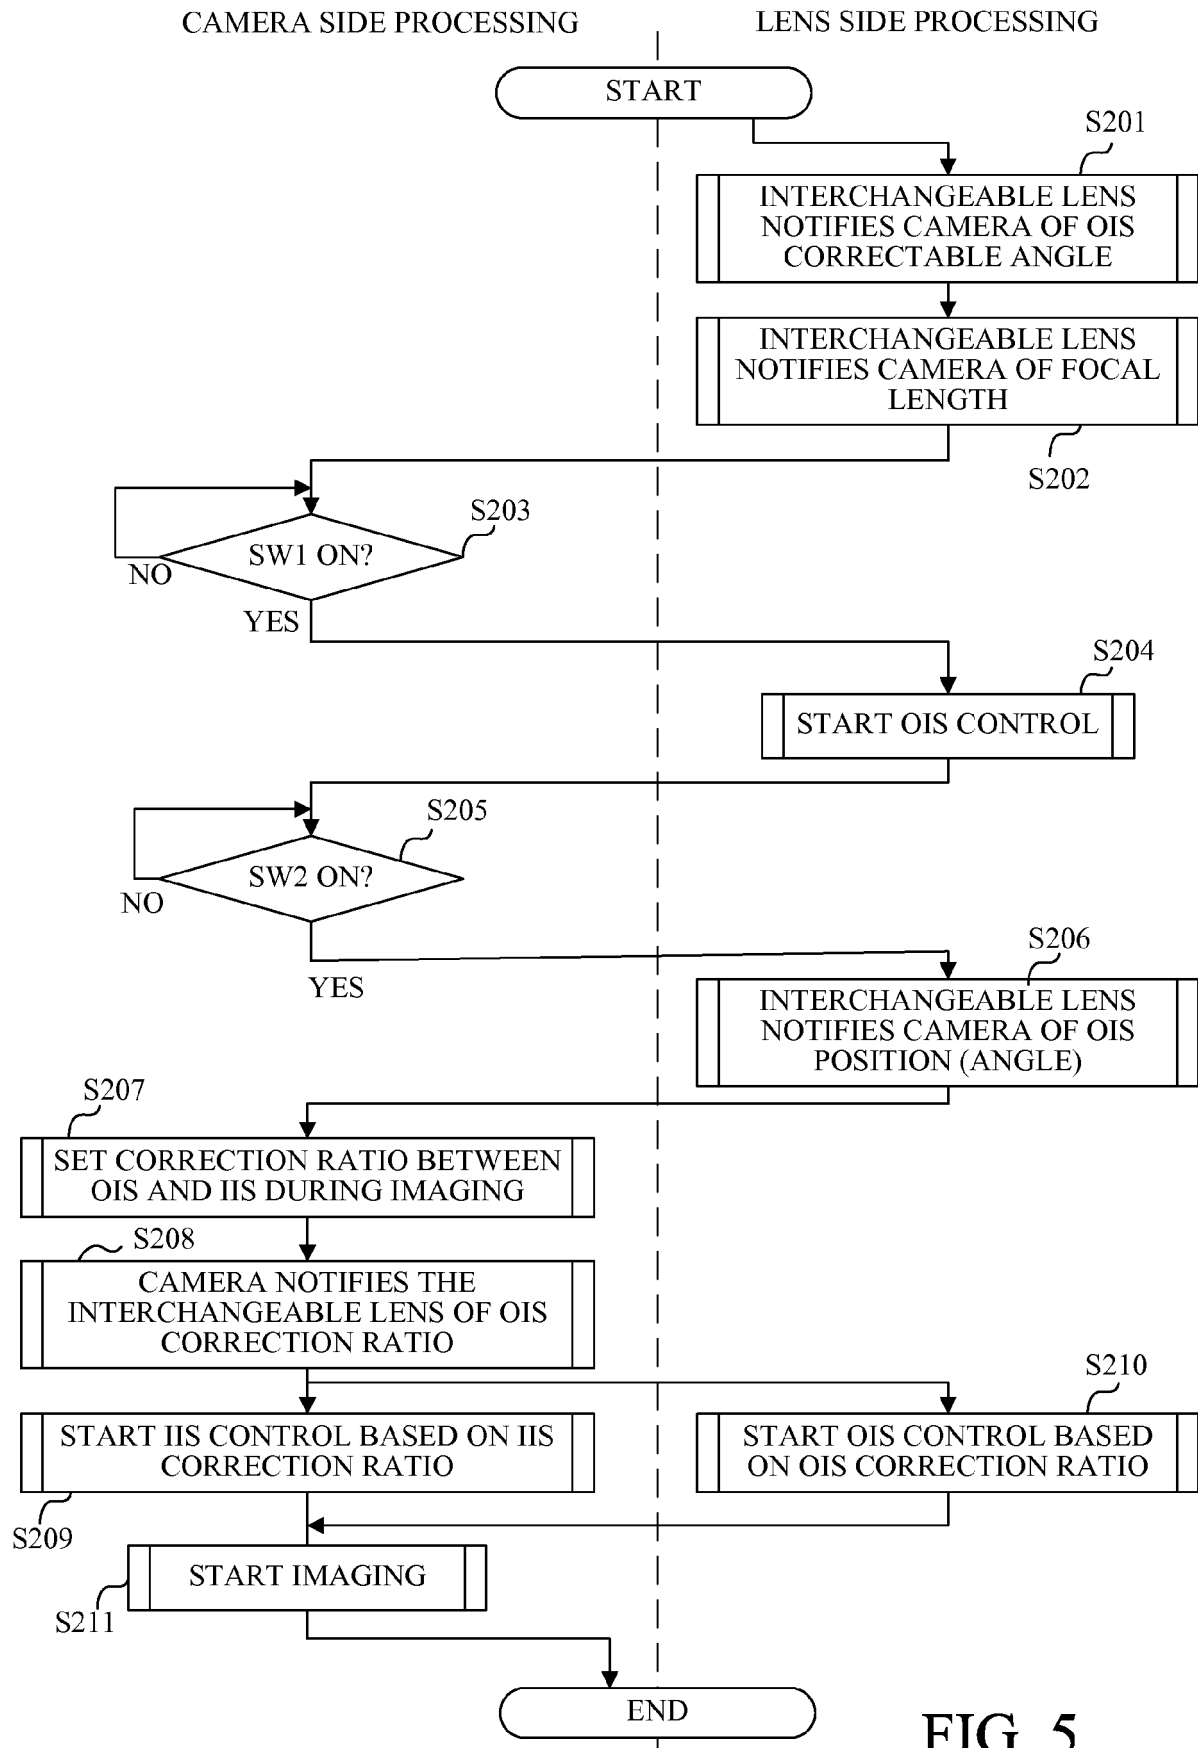 CAMERA SIDE PROCESSING
LENS SIDE PROCESSING
START
S201
INTERCHANGEABLE LENS
NOTIFIES CAMERA OF OIS
CORRECTABLE ANGLE
INTERCHANGEABLE LENS
NOTIFIES CAMERA OF FOCAL
LENGTH
S202
S203
SW1 ON?
NO
YES
S204
START OIS CONTROL
S205
SW2 ON?
NO
YES
S206
INTERCHANGEABLE LENS
NOTIFIES CAMERA OF OIS
POSITION (ANGLE)
S207
SET CORRECTION RATIO BETWEEN
OIS AND IIS DURING IMAGING
S208
CAMERA NOTIFIES THE
INTERCHANGEABLE LENS OF OIS
CORRECTION RATIO
S210
START IIS CONTROL BASED ON IIS
CORRECTION RATIO
START OIS CONTROL BASED
ON OIS CORRECTION RATIO
S209
START IMAGING
S211
END
FIG. 5